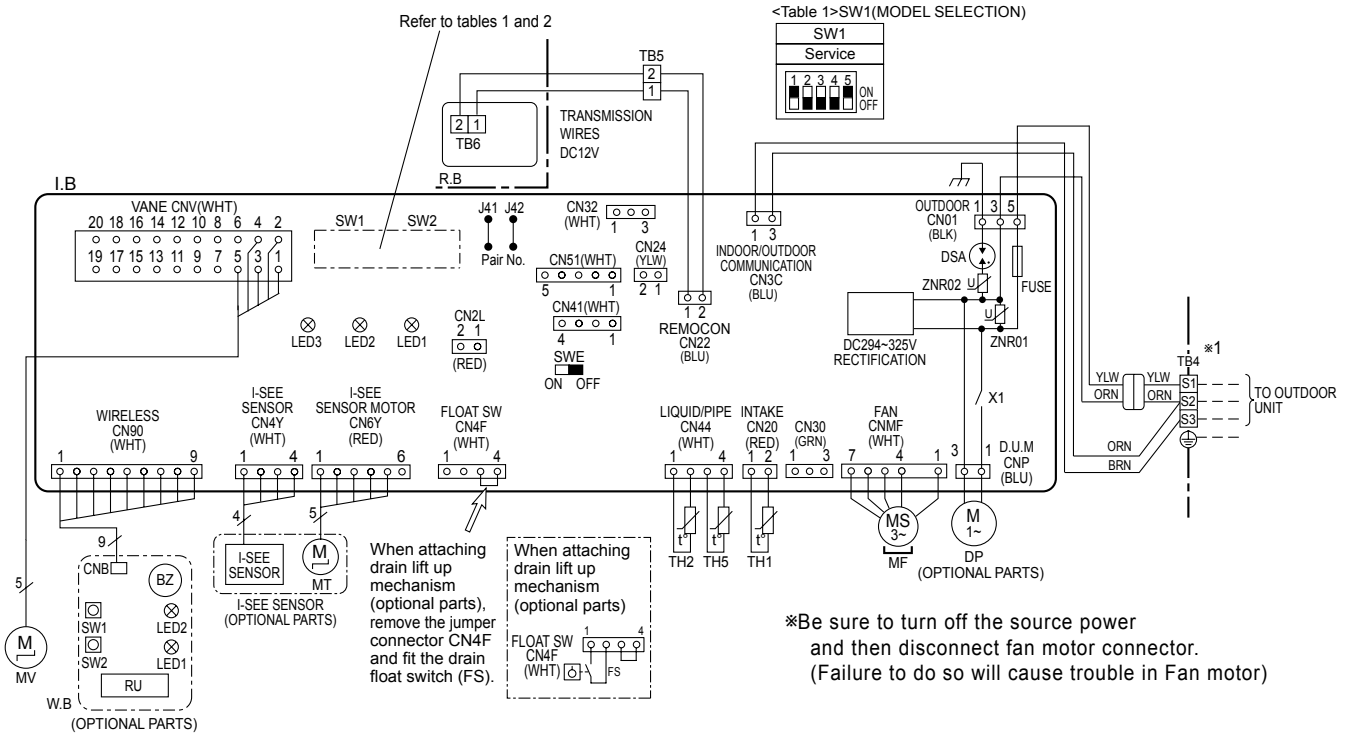 Refer to tables 1 and 2
<Table 1>SW1(MODEL SELECTION)
SW1
Service
1 2 3 4 5
ON
OFF
TB5
2
1
2 1
TB6
TRANSMISSION
WIRES
DC12V
R.B
I.B
VANE CNV(WHT)
20 18 16 14 12 10 8 6 4 2
19 17 15 13 11 9 7 5 3 1
SW1 SW2
J41 J42
Pair No.
CN32
(WHT)
1 3
CN24
(YLW)
2 1
CN51(WHT)
5 1
CN41(WHT)
4 1
SWE
ON OFF
1 2
REMOCON
CN22
(BLU)
1 3
INDOOR/OUTDOOR
COMMUNICATION
CN3C
(BLU)
OUTDOOR 1 3 5
CN01
(BLK)
DSA
ZNR02 U
FUSE
U
ZNR01
DC294~325V
RECTIFICATION
X1
LED3 LED2 LED1
CN2L
2 1
(RED)
※1
TB4
YLW YLW S1
ORN ORN S2
S3
ORN
BRN
TO OUTDOOR
UNIT
WIRELESS
CN90
(WHT)
1 9
I-SEE
SENSOR
CN4Y
(WHT)
1 4
I-SEE
SENSOR MOTOR
CN6Y
(RED)
1 6
FLOAT SW
CN4F
(WHT)
1 4
LIQUID/PIPE
CN44
(WHT)
1 4
INTAKE
CN20
(RED)
1 2
CN30
(GRN)
1 3
FAN
CNMF
(WHT)
7 4 1
3 1
D.U.M
CNP
(BLU)
5
M
MV
9
CNB
BZ
SW1
LED2
SW2
LED1
RU
W.B
(OPTIONAL PARTS)
4
I-SEE
SENSOR
5
M
MT
I-SEE SENSOR
(OPTIONAL PARTS)
When attaching
drain lift up
mechanism
(optional parts),
remove the jumper
connector CN4F
and fit the drain
float switch (FS).
When attaching
drain lift up
mechanism
(optional parts)
FLOAT SW
CN4F
(WHT)
1 4
FS
t° t° t°
TH2 TH5 TH1
MS
3~
MF
M
1~
DP
(OPTIONAL PARTS)
※Be sure to turn off the source power
and then disconnect fan motor connector.
(Failure to do so will cause trouble in Fan motor)